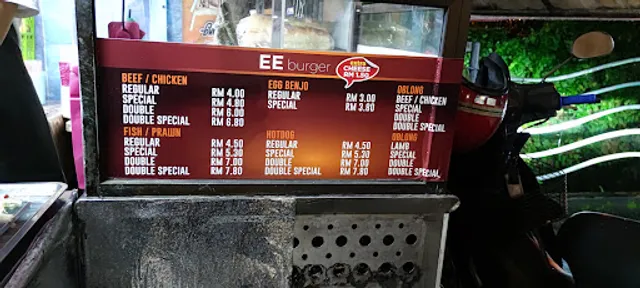 EE burger
extra
CHEESE
RM 1.50
BEEF / CHICKEN
REGULAR RM 4.00
SPECIAL RM 4.80
DOUBLE RM 6.00
DOUBLE SPECIAL RM 6.80
FISH / PRAWN
REGULAR RM 4.50
SPECIAL RM 5.30
DOUBLE RM 7.00
DOUBLE SPECIAL RM 7.80
EGG BENJO
REGULAR RM 3.00
SPECIAL RM 3.80
HOTDOG
REGULAR RM 4.50
SPECIAL RM 5.30
DOUBLE RM 7.00
DOUBLE SPECIAL RM 7.80
OBLONG
BEEF / CHICKEN
SPECIAL
DOUBLE
DOUBLE SPECIAL
OBLONG
LAMB
SPECIAL
DOUBLE
DOUBLE SPECIAL